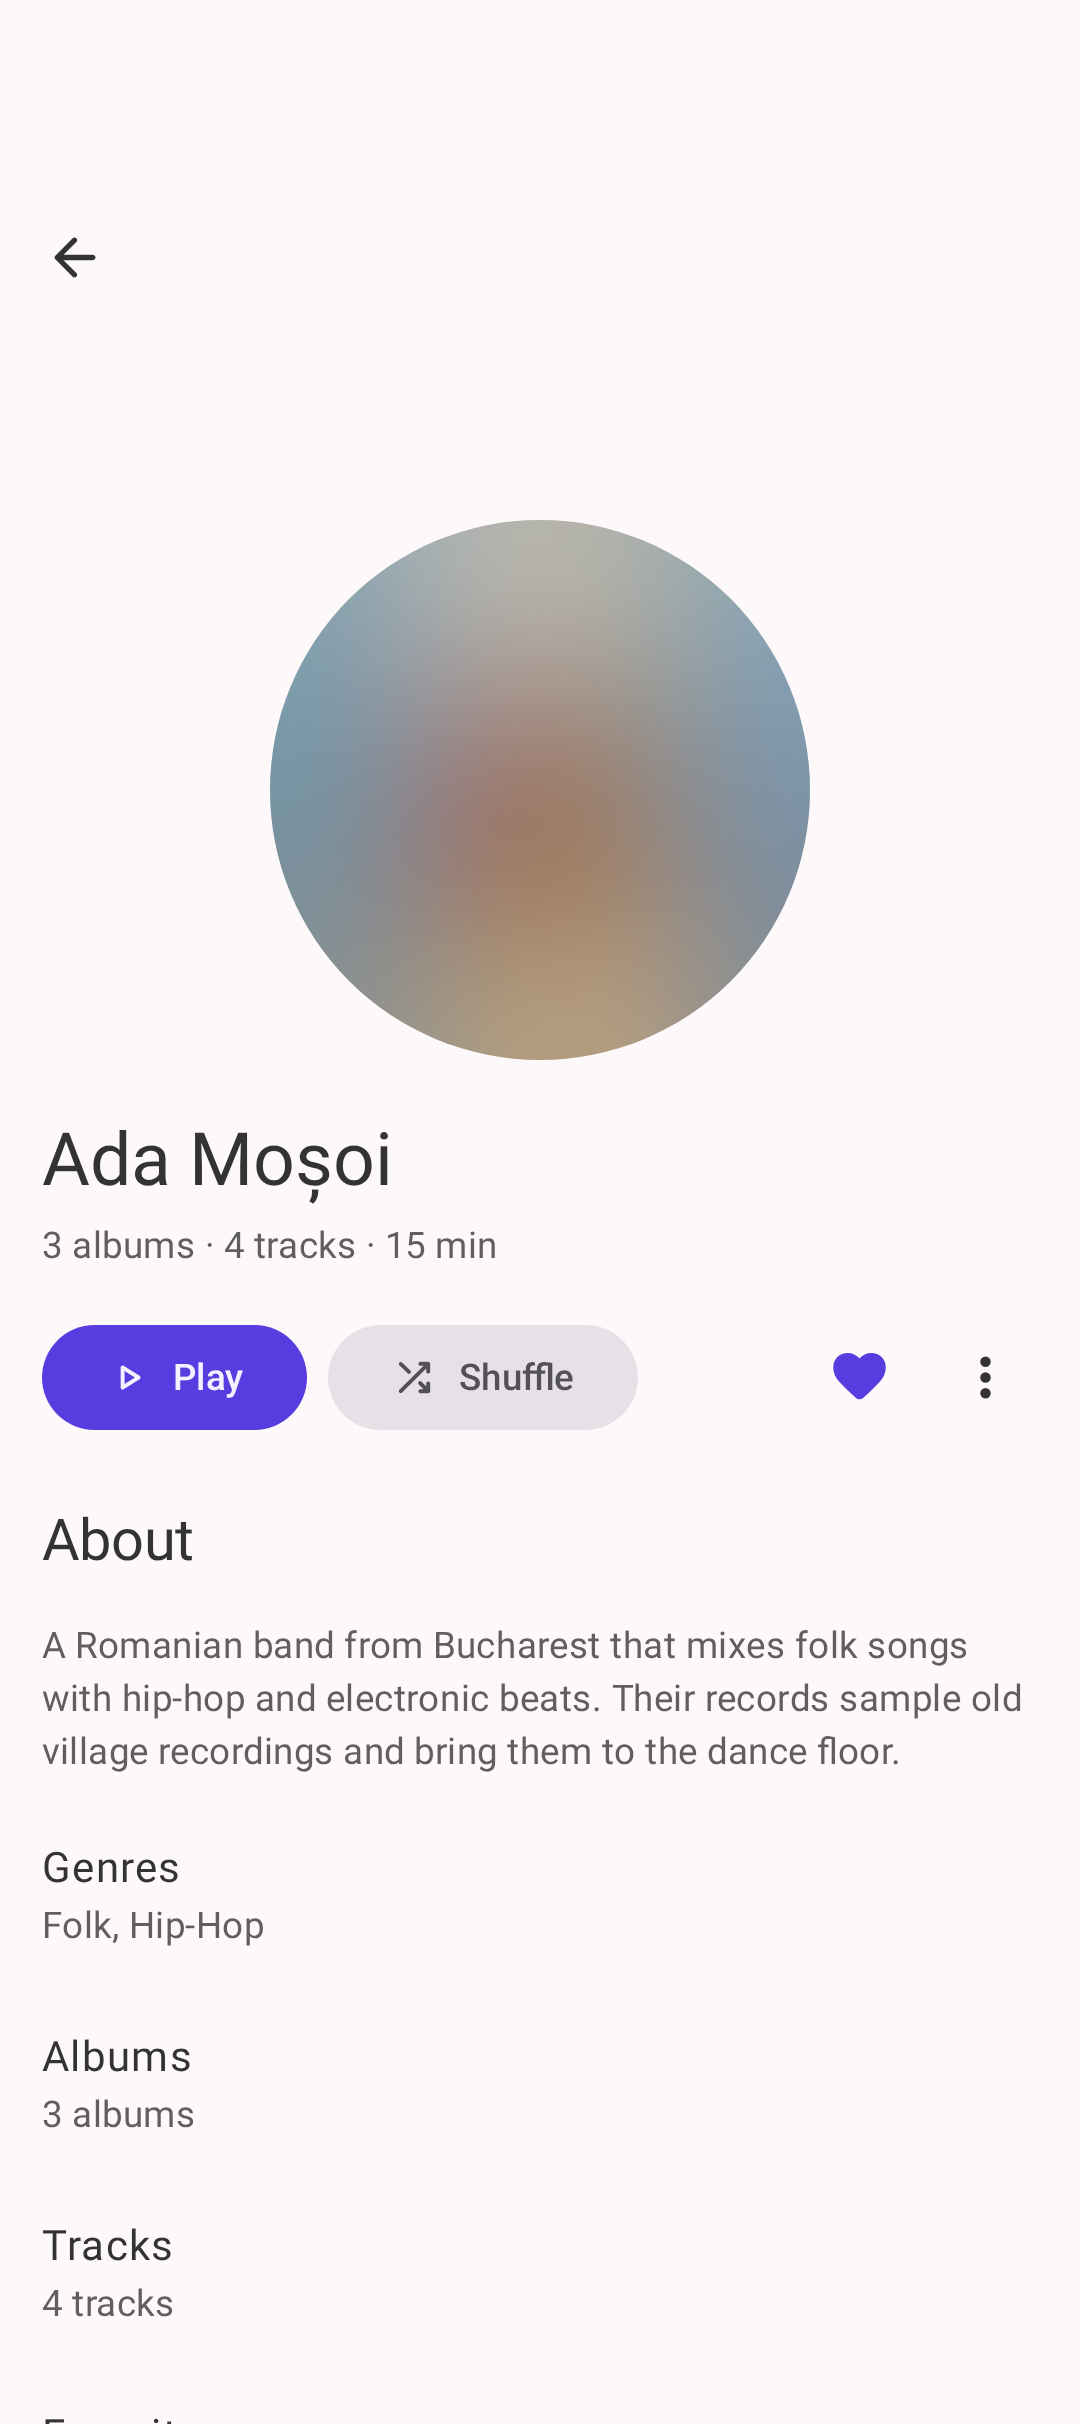 Ada Moșoi
3 albums · 4 tracks · 15 min
Play
Shuffle
About
A Romanian band from Bucharest that mixes folk songs
with hip-hop and electronic beats. Their records sample old
village recordings and bring them to the dance floor.
Genres
Folk, Hip-Hop
Albums
3 albums
Tracks
4 tracks